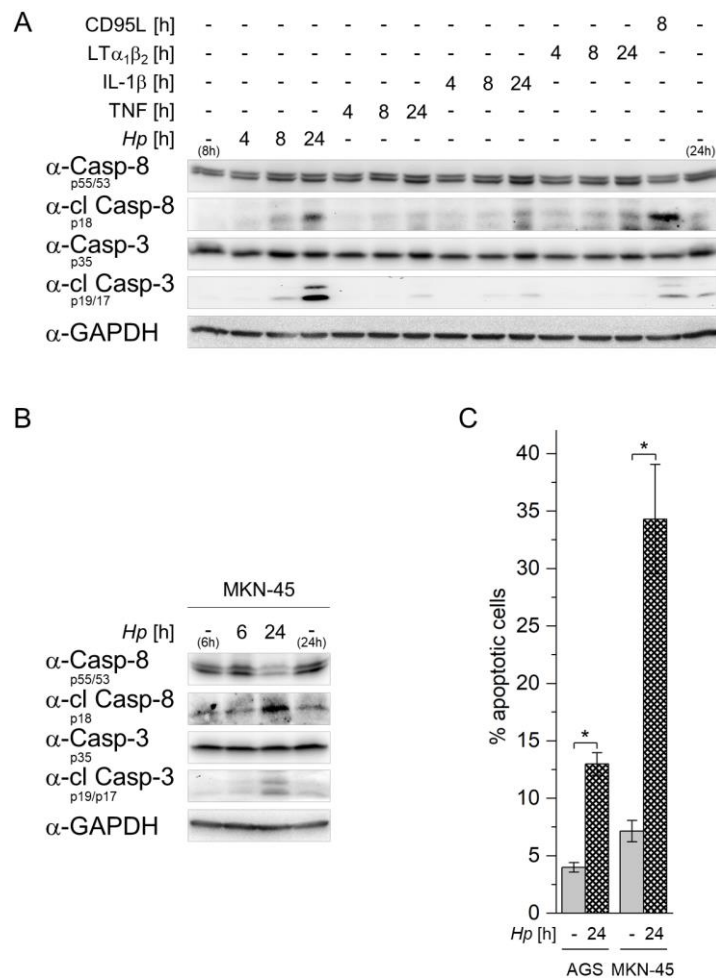 A
CD95L [h] - - - - - - - - - - - - - 8 -
LTα₁β₂ [h] - - - - - - - - - - 4 8 24 - -
IL-1β [h] - - - - - - - 4 8 24 - - - - -
TNF [h] - - - - 4 8 24 - - - - - - - -
Hp [h] - 4 8 24 - - - - - - - - - - -
(8h) (24h)
α-Casp-8
p55/53
α-cl Casp-8
p18
α-Casp-3
p35
α-cl Casp-3
p19/17
α-GAPDH
B
MKN-45
Hp [h] - 6 24 -
(6h) (24h)
α-Casp-8
p55/53
α-cl Casp-8
p18
α-Casp-3
p35
α-cl Casp-3
p19/p17
α-GAPDH
C
% apoptotic cells
40
35
30
25
20
15
10
5
0
*
*
Hp [h] - 24 - 24
AGS MKN-45